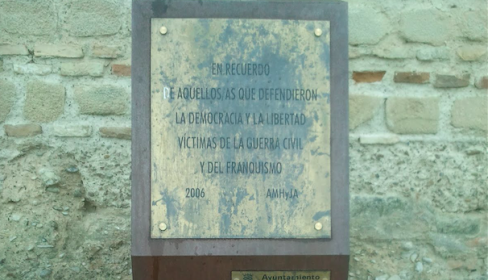 EN RECUERDO
DE AQUELLOS/AS QUE DEFENDIERON
LA DEMOCRACIA Y LA LIBERTAD
VÍCTIMAS DE LA GUERRA CIVIL
Y DEL FRANQUISMO
2006 AMHyJA
Ayuntamiento